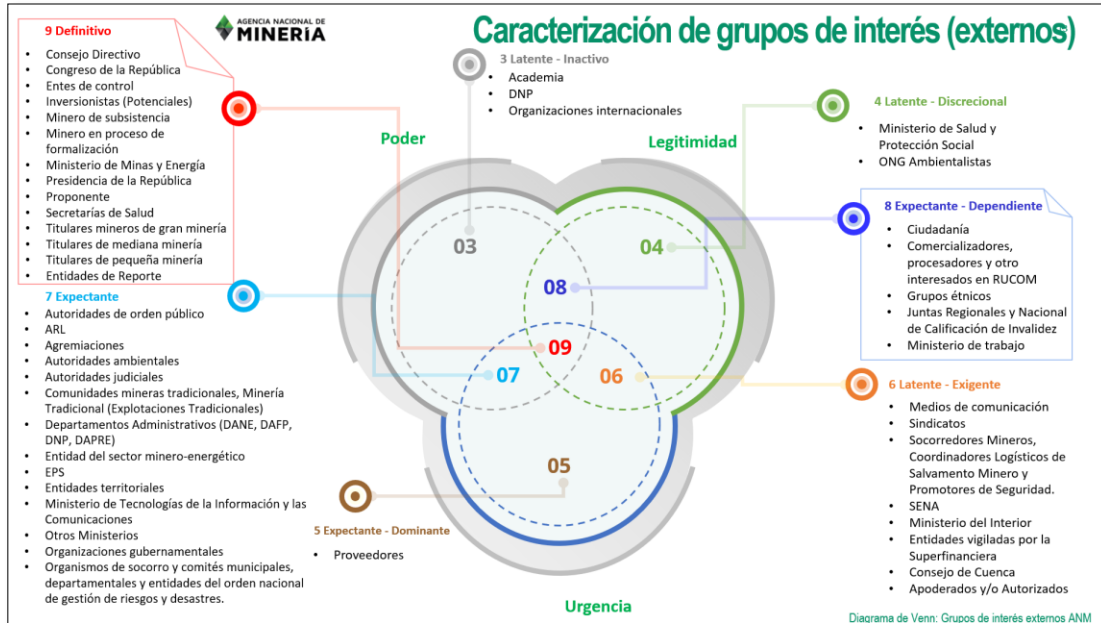 AGENCIA NACIONAL DE
MINERÍA
Caracterización de grupos de interés (externos)
9 Definitivo
• Consejo Directivo
• Congreso de la República
• Entes de control
• Inversionistas (Potenciales)
• Minero de subsistencia
• Minero en proceso de
formalización
• Ministerio de Minas y Energía
• Presidencia de la República
• Proponente
• Secretarías de Salud
• Titulares mineros de gran minería
• Titulares de mediana minería
• Titulares de pequeña minería
• Entidades de Reporte
7 Expectante
• Autoridades de orden público
• ARL
• Agremiaciones
• Autoridades ambientales
• Autoridades judiciales
• Comunidades mineras tradicionales, Minería
Tradicional (Explotaciones Tradicionales)
• Departamentos Administrativos (DANE, DAFP,
DNP, DAPRE)
• Entidad del sector minero-energético
• EPS
• Entidades territoriales
• Ministerio de Tecnologías de la Información y las
Comunicaciones
• Otros Ministerios
• Organizaciones gubernamentales
• Organismos de socorro y comités municipales,
departamentales y entidades del orden nacional
de gestión de riesgos y desastres.
3 Latente - Inactivo
• Academia
• DNP
• Organizaciones internacionales
Poder
Legitimidad
03
04
08
09
07
06
05
5 Expectante - Dominante
• Proveedores
Urgencia
4 Latente - Discrecional
• Ministerio de Salud y
Protección Social
• ONG Ambientalistas
8 Expectante - Dependiente
• Ciudadanía
• Comercializadores,
procesadores y otro
interesados en RUCOM
• Grupos étnicos
• Juntas Regionales y Nacional
de Calificación de Invalidez
• Ministerio de trabajo
6 Latente - Exigente
• Medios de comunicación
• Sindicatos
• Socorredores Mineros,
Coordinadores Logísticos de
Salvamento Minero y
Promotores de Seguridad.
• SENA
• Ministerio del Interior
• Entidades vigiladas por la
Superfinanciera
• Consejo de Cuenca
• Apoderados y/o Autorizados
Diagrama de Venn: Grupos de interés externos ANM